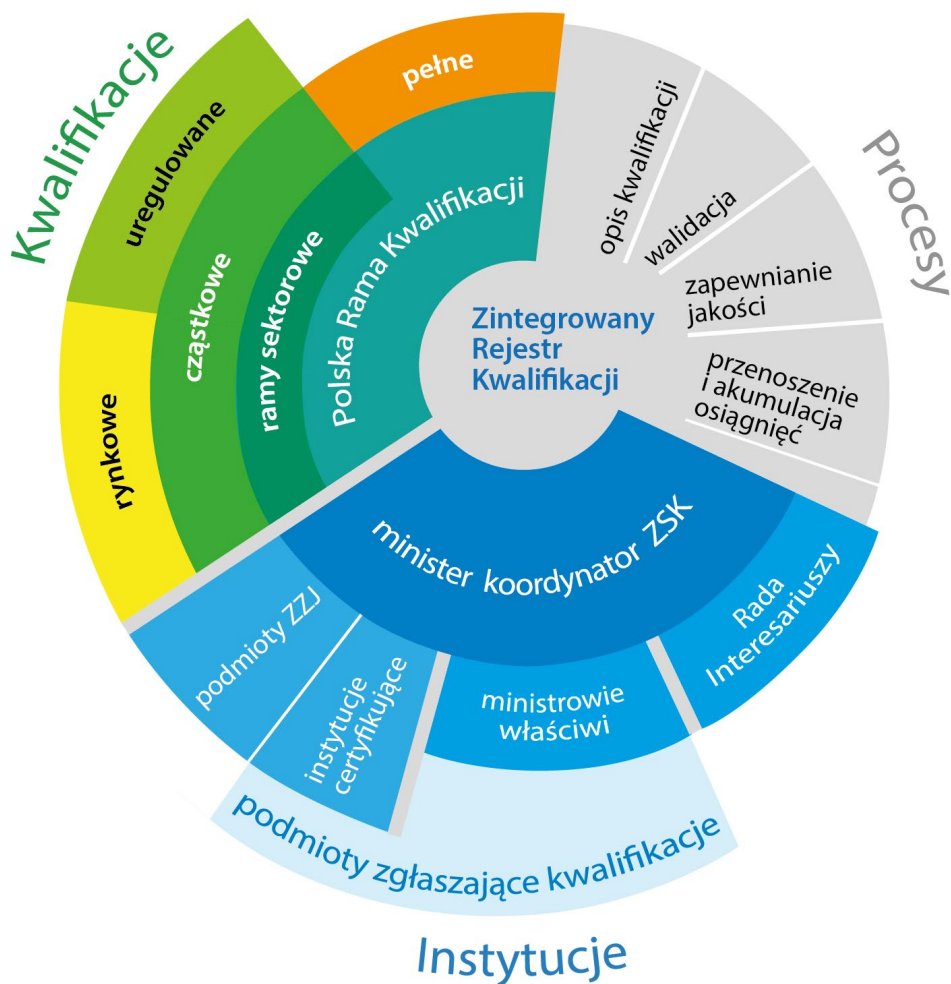 Kwalifikacje
uregulowane
rynkowe
pełne
cząstkowe
ramy sektorowe
Polska Rama Kwalifikacji
Zintegrowany
Rejestr
Kwalifikacji
Procesy
opis kwalifikacji
walidacja
zapewnianie
jakości
przenoszenie
i akumulacja
osiągnięć
minister koordynator ZSK
Rada
Interesariuszy
ministrowie
właściwi
instytucje
certyfikujące
podmioty ZZJ
podmioty zgłaszające kwalifikacje
Instytucje